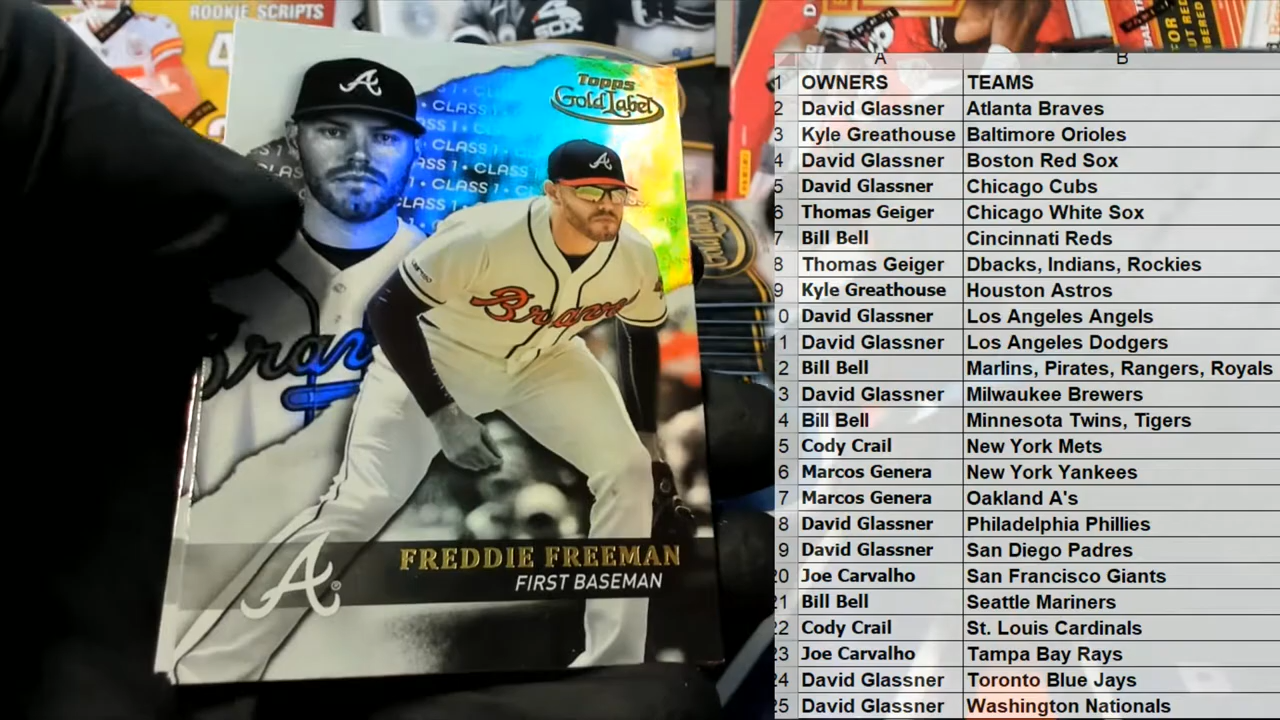 ROOKIE SCRIPTS
SOX
Topps
Gold Label
CLASS 1 • CLASS 1
Braves
FREDDIE FREEMAN
FIRST BASEMAN
A
A B
1 OWNERS TEAMS
2 David Glassner Atlanta Braves
3 Kyle Greathouse Baltimore Orioles
4 David Glassner Boston Red Sox
5 David Glassner Chicago Cubs
6 Thomas Geiger Chicago White Sox
7 Bill Bell Cincinnati Reds
8 Thomas Geiger Dbacks, Indians, Rockies
9 Kyle Greathouse Houston Astros
0 David Glassner Los Angeles Angels
1 David Glassner Los Angeles Dodgers
2 Bill Bell Marlins, Pirates, Rangers, Royals
3 David Glassner Milwaukee Brewers
4 Bill Bell Minnesota Twins, Tigers
5 Cody Crail New York Mets
6 Marcos Genera New York Yankees
7 Marcos Genera Oakland A's
8 David Glassner Philadelphia Phillies
9 David Glassner San Diego Padres
20 Joe Carvalho San Francisco Giants
21 Bill Bell Seattle Mariners
22 Cody Crail St. Louis Cardinals
23 Joe Carvalho Tampa Bay Rays
24 David Glassner Toronto Blue Jays
25 David Glassner Washington Nationals